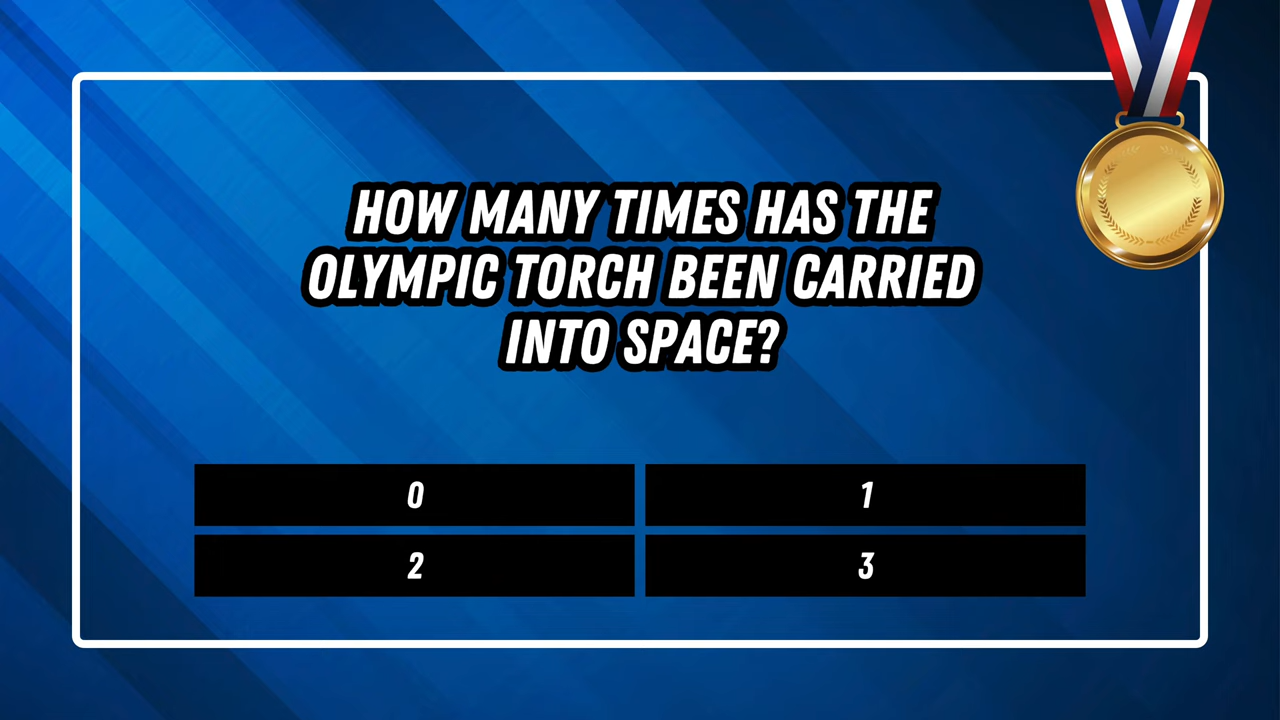 HOW MANY TIMES HAS THE
OLYMPIC TORCH BEEN CARRIED
INTO SPACE?
0
1
2
3